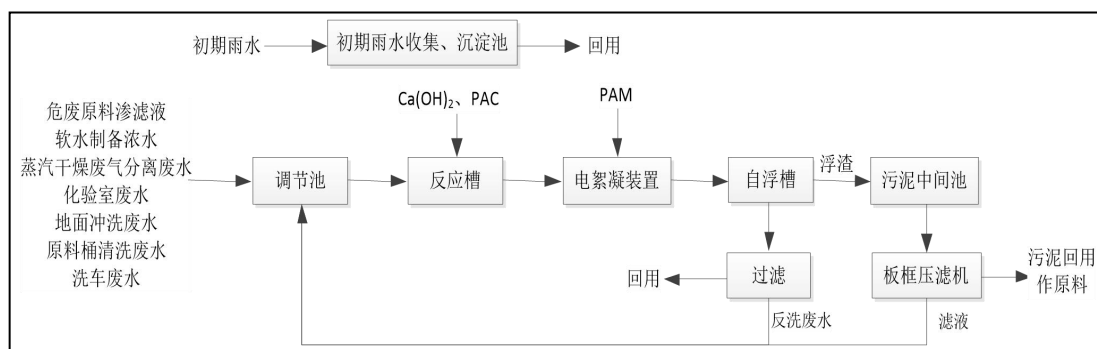 初期雨水
初期雨水收集、沉淀池
回用
危废原料渗滤液
软水制备浓水
蒸汽干燥废气分离废水
化验室废水
地面冲洗废水
原料桶清洗废水
洗车废水
调节池
Ca(OH)₂、PAC
反应槽
PAM
电絮凝装置
自浮槽
浮渣
污泥中间池
回用
过滤
板框压滤机
污泥回用
作原料
反洗废水
滤液